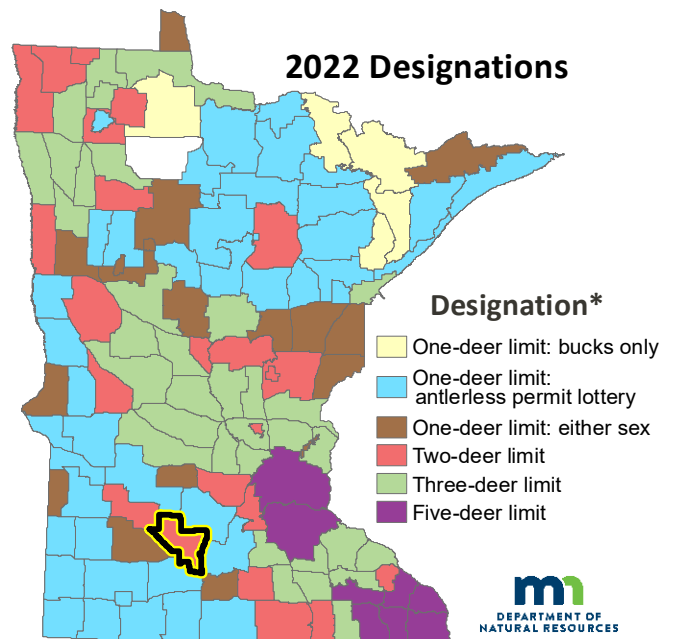 2022 Designations
Designation*
One-deer limit: bucks only
One-deer limit:
antlerless permit lottery
One-deer limit: either sex
Two-deer limit
Three-deer limit
Five-deer limit
mn
DEPARTMENT OF
NATURAL RESOURCES